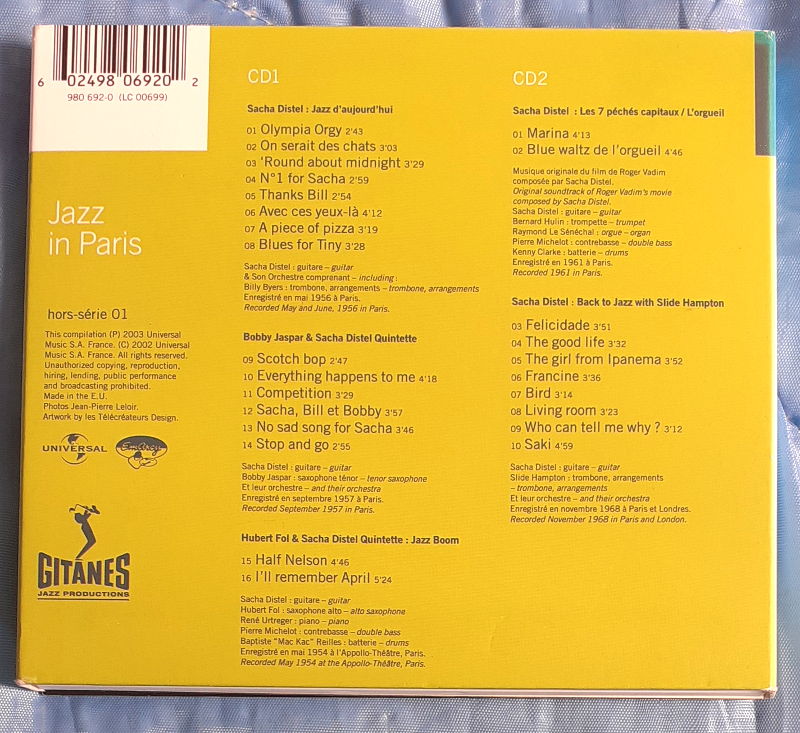 6 02498 06920 2
980 692-0 (LC 00699)
Jazz
in Paris
hors-série 01
This compilation (P) 2003 Universal
Music S.A. France. (C) 2002 Universal
Music S.A. France. All rights reserved.
Unauthorized copying, reproduction,
hiring, lending, public performance
and broadcasting prohibited.
Made in the E.U.
Photos Jean-Pierre Leloir.
Artwork by les Télécréateurs Design.
UNIVERSAL
EmArcy
GITANES
JAZZ PRODUCTIONS
CD1
Sacha Distel : Jazz d'aujourd'hui
01 Olympia Orgy 2'43
02 On serait des chats 3'03
03 'Round about midnight 3'29
04 N°1 for Sacha 2'59
05 Thanks Bill 2'54
06 Avec ces yeux-là 4'12
07 A piece of pizza 3'19
08 Blues for Tiny 3'28
Sacha Distel : guitare – guitar
& Son Orchestre comprenant – including :
Billy Byers : trombone, arrangements – trombone, arrangements
Enregistré en mai 1956 à Paris.
Recorded May and June, 1956 in Paris.
Bobby Jaspar & Sacha Distel Quintette
09 Scotch bop 2'47
10 Everything happens to me 4'18
11 Competition 3'29
12 Sacha, Bill et Bobby 3'57
13 No sad song for Sacha 3'46
14 Stop and go 2'55
Sacha Distel : guitare – guitar
Bobby Jaspar : saxophone ténor – tenor saxophone
Et leur orchestre – and their orchestra
Enregistré en septembre 1957 à Paris.
Recorded September 1957 in Paris.
Hubert Fol & Sacha Distel Quintette : Jazz Boom
15 Half Nelson 4'46
16 I'll remember April 5'24
Sacha Distel : guitare – guitar
Hubert Fol : saxophone alto – alto saxophone
René Urtreger : piano – piano
Pierre Michelot : contrebasse – double bass
Baptiste "Mac Kac" Reilles : batterie – drums
Enregistré en mai 1954 à l'Appollo-Théâtre, Paris.
Recorded May 1954 at the Appollo-Théâtre, Paris.
CD2
Sacha Distel : Les 7 péchés capitaux / L'orgueil
01 Marina 4'13
02 Blue waltz de l'orgueil 4'46
Musique originale du film de Roger Vadim
composée par Sacha Distel.
Original soundtrack of Roger Vadim's movie
composed by Sacha Distel.
Sacha Distel : guitare – guitar
Bernard Hulin : trompette – trumpet
Raymond Le Sénéchal : orgue – organ
Pierre Michelot : contrebasse – double bass
Kenny Clarke : batterie – drums
Enregistré en 1961 à Paris.
Recorded 1961 in Paris.
Sacha Distel : Back to Jazz with Slide Hampton
03 Felicidade 3'51
04 The good life 3'32
05 The girl from Ipanema 3'52
06 Francine 3'36
07 Bird 3'14
08 Living room 3'23
09 Who can tell me why ? 3'12
10 Saki 4'59
Sacha Distel : guitare – guitar
Slide Hampton : trombone, arrangements
– trombone, arrangements
Et leur orchestre – and their orchestra
Enregistré en novembre 1968 à Paris et Londres.
Recorded November 1968 in Paris and London.